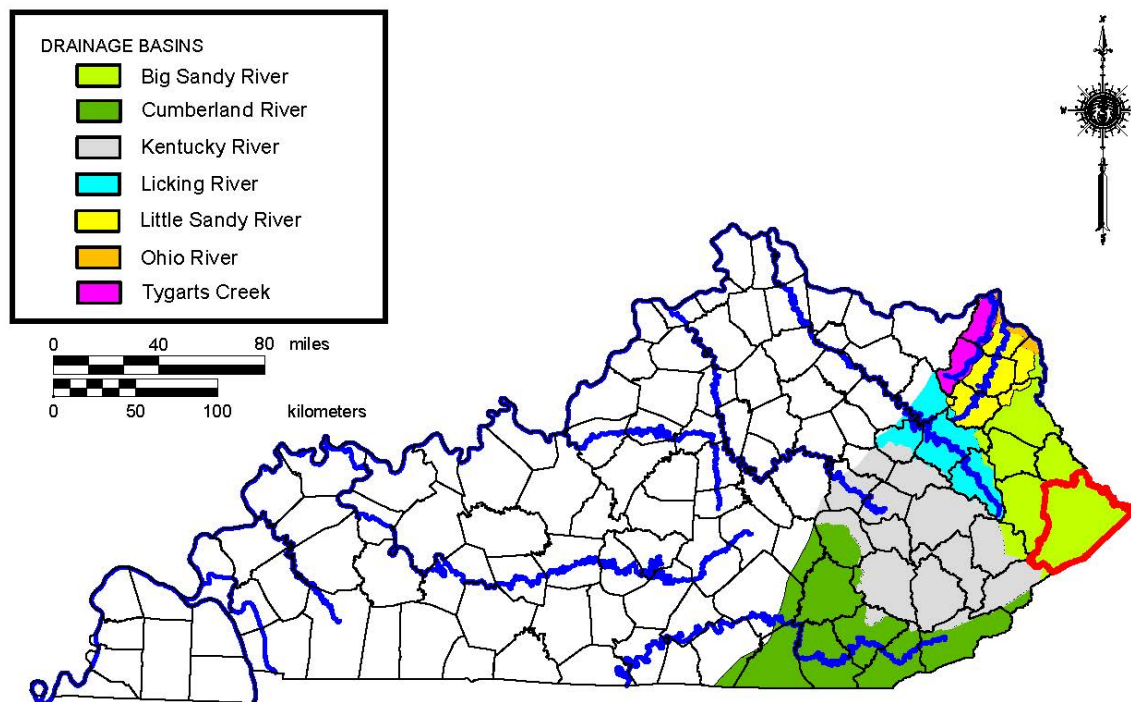 DRAINAGE BASINS
Big Sandy River
Cumberland River
Kentucky River
Licking River
Little Sandy River
Ohio River
Tygarts Creek
0 40 80 miles
0 50 100 kilometers